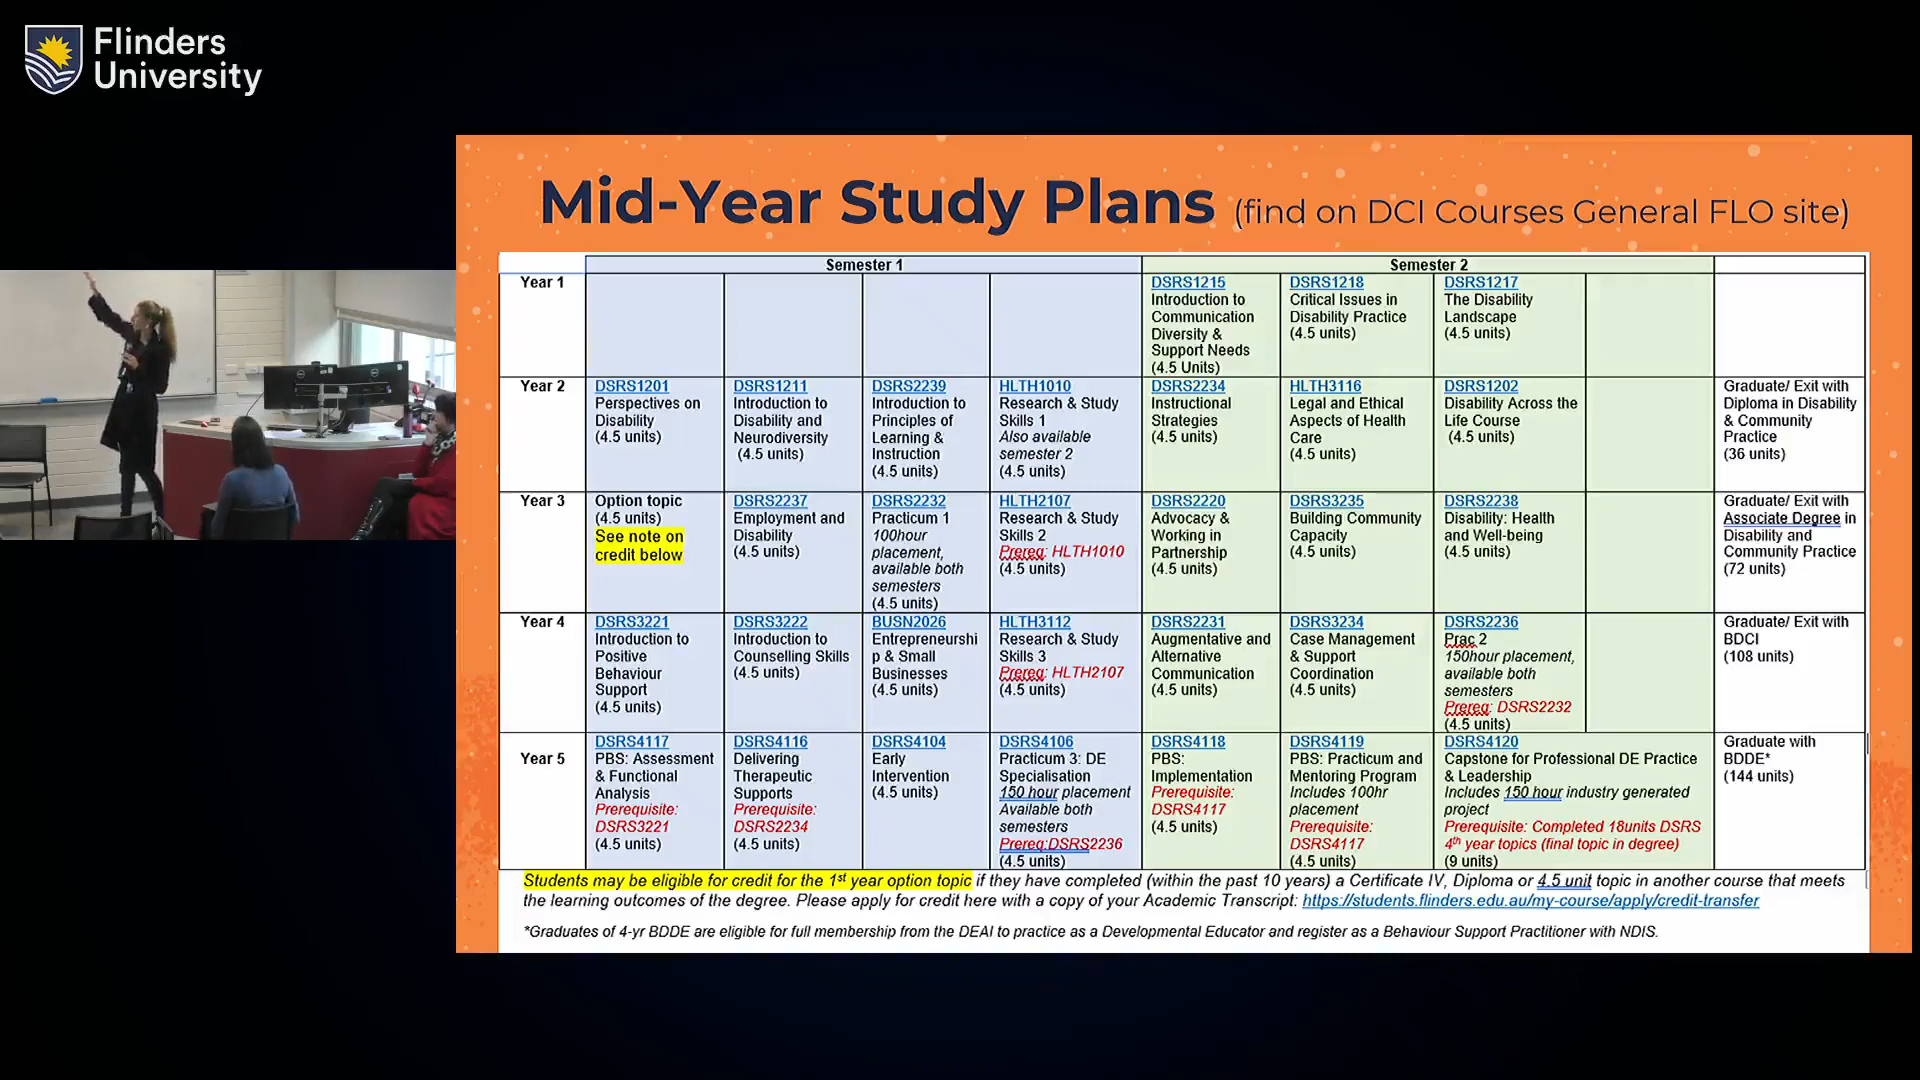 Flinders
University
Mid-Year Study Plans (find on DCI Courses General FLO site)
Semester 1
Semester 2
Year 1
DSRS1215
Introduction to
Communication
Diversity &
Support Needs
(4.5 Units)
DSRS1218
Critical Issues in
Disability Practice
(4.5 units)
DSRS1217
The Disability
Landscape
(4.5 units)
Year 2
DSRS1201
Perspectives on
Disability
(4.5 units)
DSRS1211
Introduction to
Disability and
Neurodiversity
(4.5 units)
DSRS2239
Introduction to
Principles of
Learning &
Instruction
(4.5 units)
HLTH1010
Research & Study
Skills 1
Also available
semester 2
(4.5 units)
DSRS2234
Instructional
Strategies
(4.5 units)
HLTH3116
Legal and Ethical
Aspects of Health
Care
(4.5 units)
DSRS1202
Disability Across the
Life Course
(4.5 units)
Graduate/ Exit with
Diploma in Disability
& Community
Practice
(36 units)
Year 3
Option topic
(4.5 units)
See note on
credit below
DSRS2237
Employment and
Disability
(4.5 units)
DSRS2232
Practicum 1
100hour
placement,
available both
semesters
(4.5 units)
HLTH2107
Research & Study
Skills 2
Prereq: HLTH1010
(4.5 units)
DSRS2220
Advocacy &
Working in
Partnership
(4.5 units)
DSRS3235
Building Community
Capacity
(4.5 units)
DSRS2238
Disability: Health
and Well-being
(4.5 units)
Graduate/ Exit with
Associate Degree in
Disability and
Community Practice
(72 units)
Year 4
DSRS3221
Introduction to
Positive
Behaviour
Support
(4.5 units)
DSRS3222
Introduction to
Counselling Skills
(4.5 units)
BUSN2026
Entrepreneurshi
p & Small
Businesses
(4.5 units)
HLTH3112
Research & Study
Skills 3
Prereq: HLTH2107
(4.5 units)
DSRS2231
Augmentative and
Alternative
Communication
(4.5 units)
DSRS3234
Case Management
& Support
Coordination
(4.5 units)
DSRS2236
Prac 2
150hour placement,
available both
semesters
Prereq: DSRS2232
(4.5 units)
Graduate/ Exit with
BDCI
(108 units)
Year 5
DSRS4117
PBS: Assessment
& Functional
Analysis
Prerequisite:
DSRS3221
(4.5 units)
DSRS4116
Delivering
Therapeutic
Supports
Prerequisite:
DSRS2234
(4.5 units)
DSRS4104
Early
Intervention
(4.5 units)
DSRS4106
Practicum 3: DE
Specialisation
150 hour placement
Available both
semesters
Prereq:DSRS2236
(4.5 units)
DSRS4118
PBS:
Implementation
Prerequisite:
DSRS4117
(4.5 units)
DSRS4119
PBS: Practicum and
Mentoring Program
Includes 100hr
placement
Prerequisite:
DSRS4117
(4.5 units)
DSRS4120
Capstone for Professional DE Practice
& Leadership
Includes 150 hour industry generated
project
Prerequisite: Completed 18units DSRS
4th year topics (final topic in degree)
(9 units)
Graduate with
BDDE*
(144 units)
Students may be eligible for credit for the 1st year option topic if they have completed (within the past 10 years) a Certificate IV, Diploma or 4.5 unit topic in another course that meets
the learning outcomes of the degree. Please apply for credit here with a copy of your Academic Transcript: https://students.flinders.edu.au/my-course/apply/credit-transfer
*Graduates of 4-yr BDDE are eligible for full membership from the DEAI to practice as a Developmental Educator and register as a Behaviour Support Practitioner with NDIS.